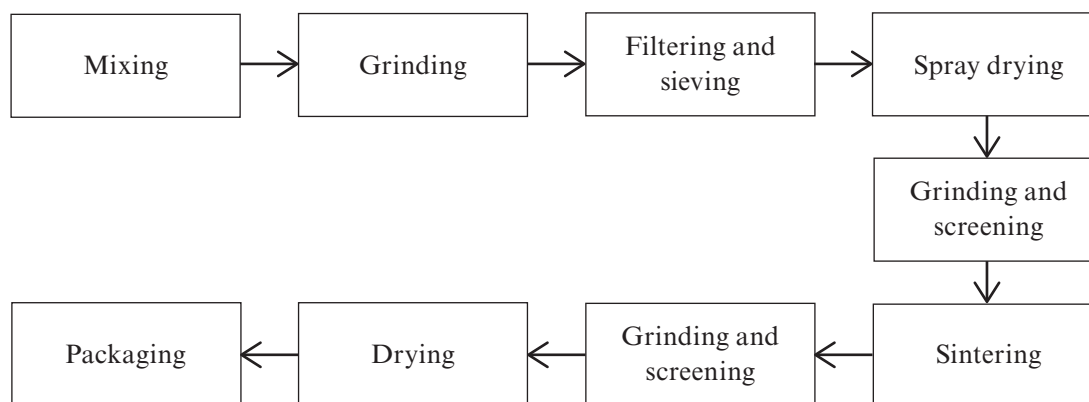 Mixing
Grinding
Filtering and
sieving
Spray drying
Grinding and
screening
Sintering
Grinding and
screening
Drying
Packaging